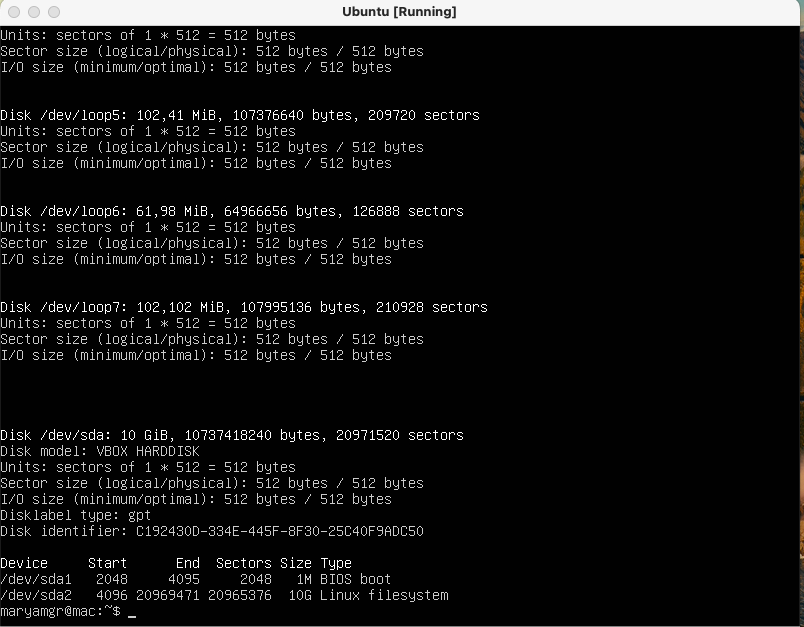 Ubuntu [Running]
Units: sectors of 1 * 512 = 512 bytes
Sector size (logical/physical): 512 bytes / 512 bytes
I/O size (minimum/optimal): 512 bytes / 512 bytes
Disk /dev/loop5: 102,41 MiB, 107376640 bytes, 209720 sectors
Units: sectors of 1 * 512 = 512 bytes
Sector size (logical/physical): 512 bytes / 512 bytes
I/O size (minimum/optimal): 512 bytes / 512 bytes
Disk /dev/loop6: 61,98 MiB, 64966656 bytes, 126888 sectors
Units: sectors of 1 * 512 = 512 bytes
Sector size (logical/physical): 512 bytes / 512 bytes
I/O size (minimum/optimal): 512 bytes / 512 bytes
Disk /dev/loop7: 102,102 MiB, 107995136 bytes, 210928 sectors
Units: sectors of 1 * 512 = 512 bytes
Sector size (logical/physical): 512 bytes / 512 bytes
I/O size (minimum/optimal): 512 bytes / 512 bytes
Disk /dev/sda: 10 GiB, 10737418240 bytes, 20971520 sectors
Disk model: VBOX HARDDISK
Units: sectors of 1 * 512 = 512 bytes
Sector size (logical/physical): 512 bytes / 512 bytes
I/O size (minimum/optimal): 512 bytes / 512 bytes
Disklabel type: gpt
Disk identifier: C192430D-334E-445F-8F30-25C40F9ADC50
Device Start End Sectors Size Type
/dev/sda1 2048 4095 2048 1M BIOS boot
/dev/sda2 4096 20969471 20965376 10G Linux filesystem
maryamgr@mac:~$ _